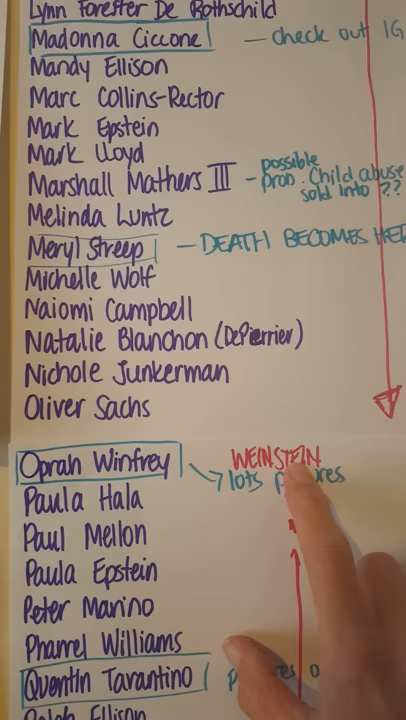 Lynn Forester De Rothschild
Madonna Ciccone — check out IG
Mandy Ellison
Marc Collins-Rector
Mark Epstein
Mark Lloyd
Marshall Mathers III - possible
prob. Child abuse
sold into ??
Melinda Luntz
Meryl Streep — DEATH BECOMES HER
Michelle Wolf
Naiomi Campbell
Natalie Blanchon (DePierrier)
Nichole Junkerman
Oliver Sachs
Oprah Winfrey WEINSTEIN
lots
Paula Hala
Paul Mellon
Paula Epstein
Peter Marino
Pharrel Williams
Quentin Tarantino
Ellison